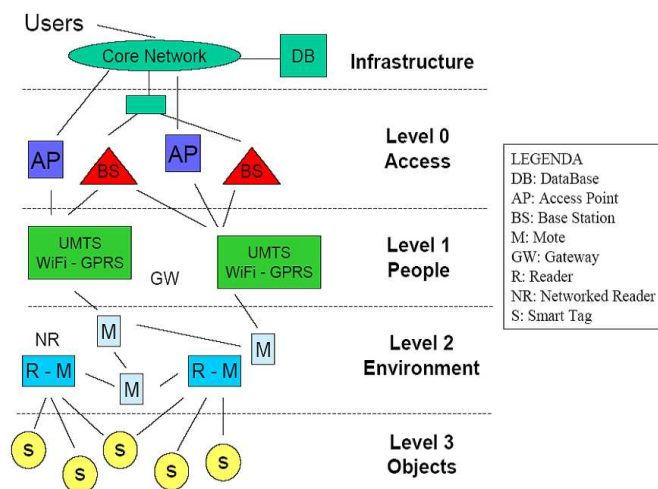 Users
Core Network
DB
Infrastructure
AP
BS
AP
BS
Level 0
Access
UMTS
WiFi - GPRS
GW
UMTS
WiFi - GPRS
Level 1
People
NR
M
M
R - M
M
R - M
Level 2
Environment
S
S
S
S
S
Level 3
Objects
LEGENDA
DB: DataBase
AP: Access Point
BS: Base Station
M: Mote
GW: Gateway
R: Reader
NR: Networked Reader
S: Smart Tag